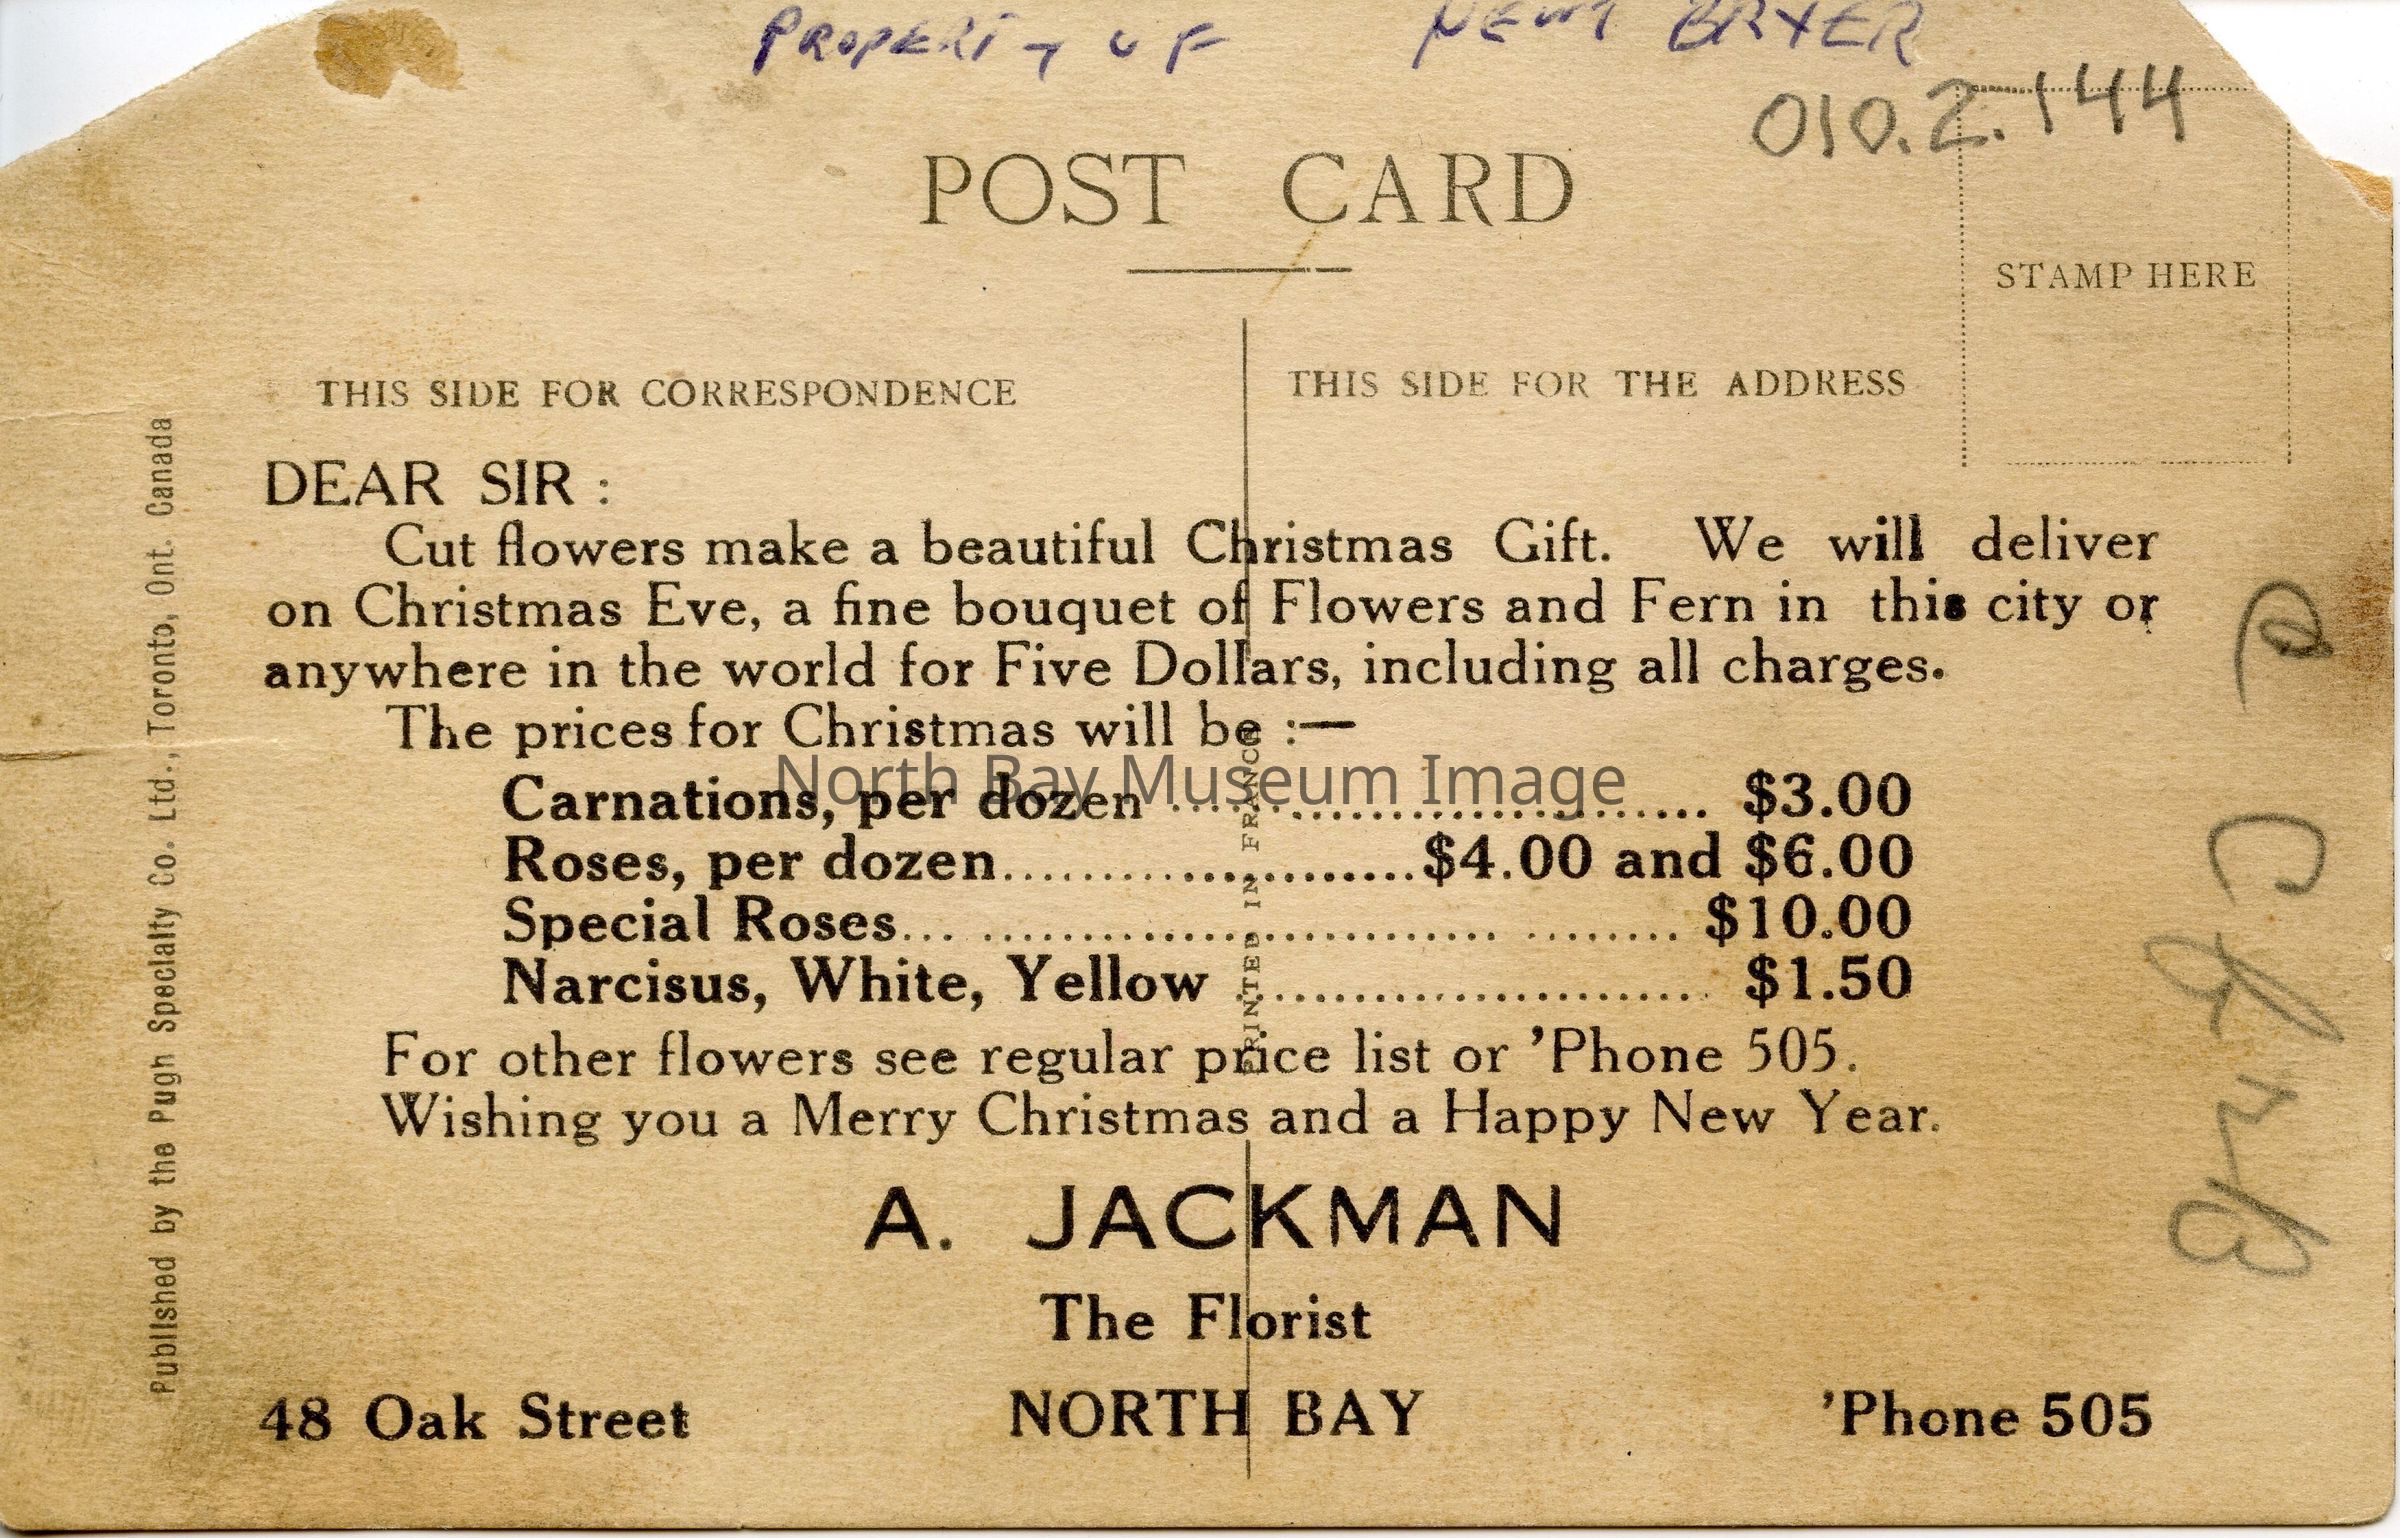 PROPERTY OF NEWT BRYER
010.2.144
POST CARD
STAMP HERE
THIS SIDE FOR CORRESPONDENCE
THIS SIDE FOR THE ADDRESS
DEAR SIR :
Cut flowers make a beautiful Christmas Gift. We will deliver
on Christmas Eve, a fine bouquet of Flowers and Fern in this city or
anywhere in the world for Five Dollars, including all charges.
The prices for Christmas will be :—
North Bay Museum Image
Carnations, per dozen ........................... $3.00
Roses, per dozen.....................$4.00 and $6.00
Special Roses... .................................. $10.00
Narcisus, White, Yellow ........................ $1.50
For other flowers see regular price list or 'Phone 505.
Wishing you a Merry Christmas and a Happy New Year.
A. JACKMAN
The Florist
48 Oak Street NORTH BAY 'Phone 505
Published by the Pugh Specialty Co. Ltd., Toronto, Ont. Canada
PRINTED IN FRANCE